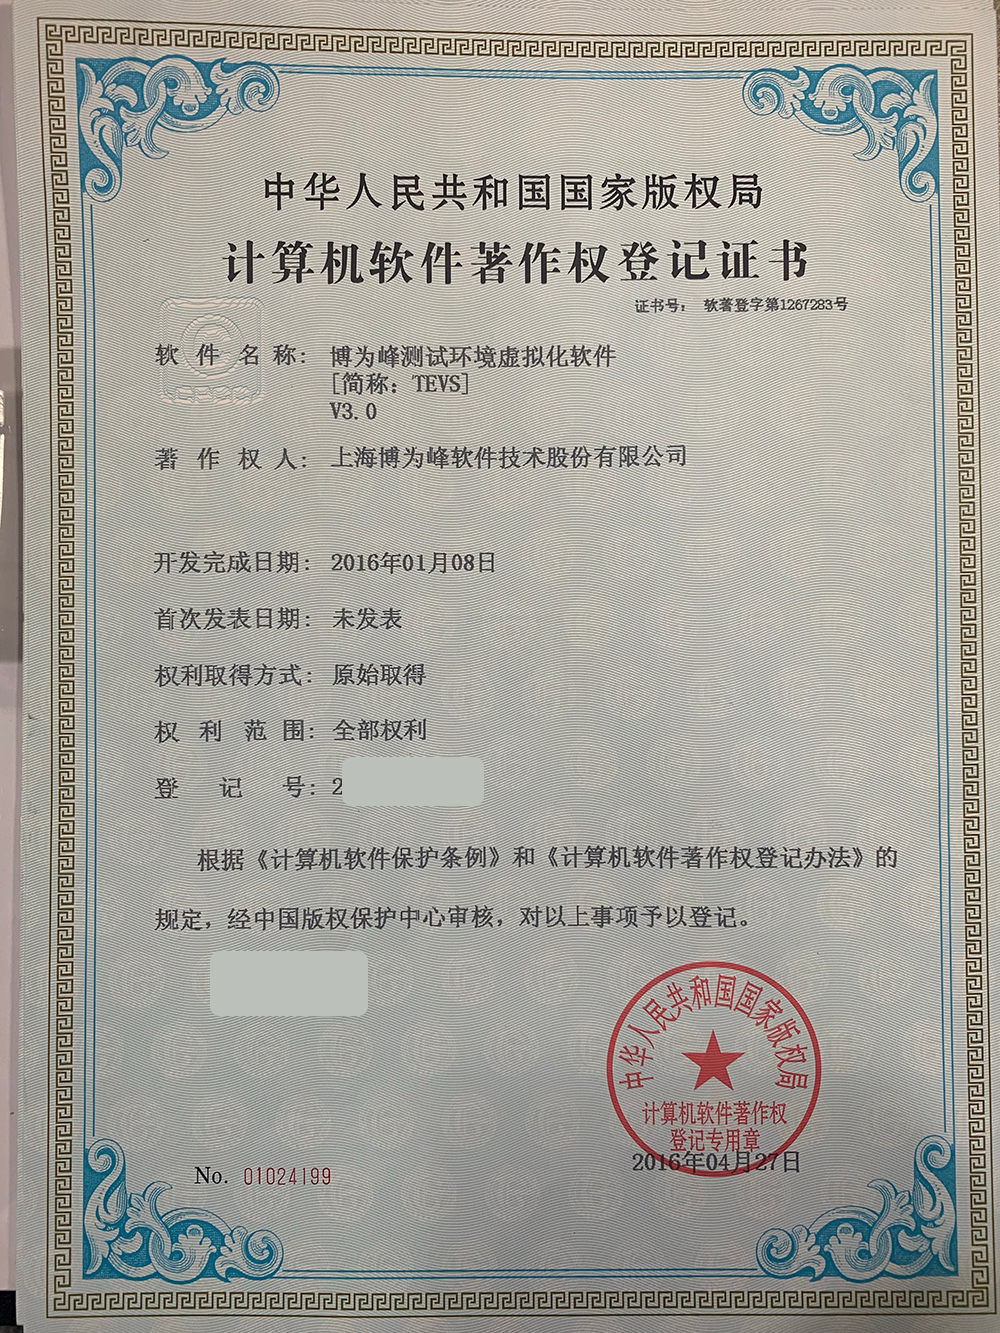 中华人民共和国国家版权局
计算机软件著作权登记证书
证书号： 软著登字第1267283号
软件名称： 博为峰测试环境虚拟化软件
[简称：TEVS]
V3.0
著作权人： 上海博为峰软件技术股份有限公司
开发完成日期： 2016年01月08日
首次发表日期： 未发表
权利取得方式： 原始取得
权利范围： 全部权利
登记号： 2
根据《计算机软件保护条例》和《计算机软件著作权登记办法》的
规定，经中国版权保护中心审核，对以上事项予以登记。
中华人民共和国国家版权局
计算机软件著作权
登记专用章
2016年04月27日
No. 01024199